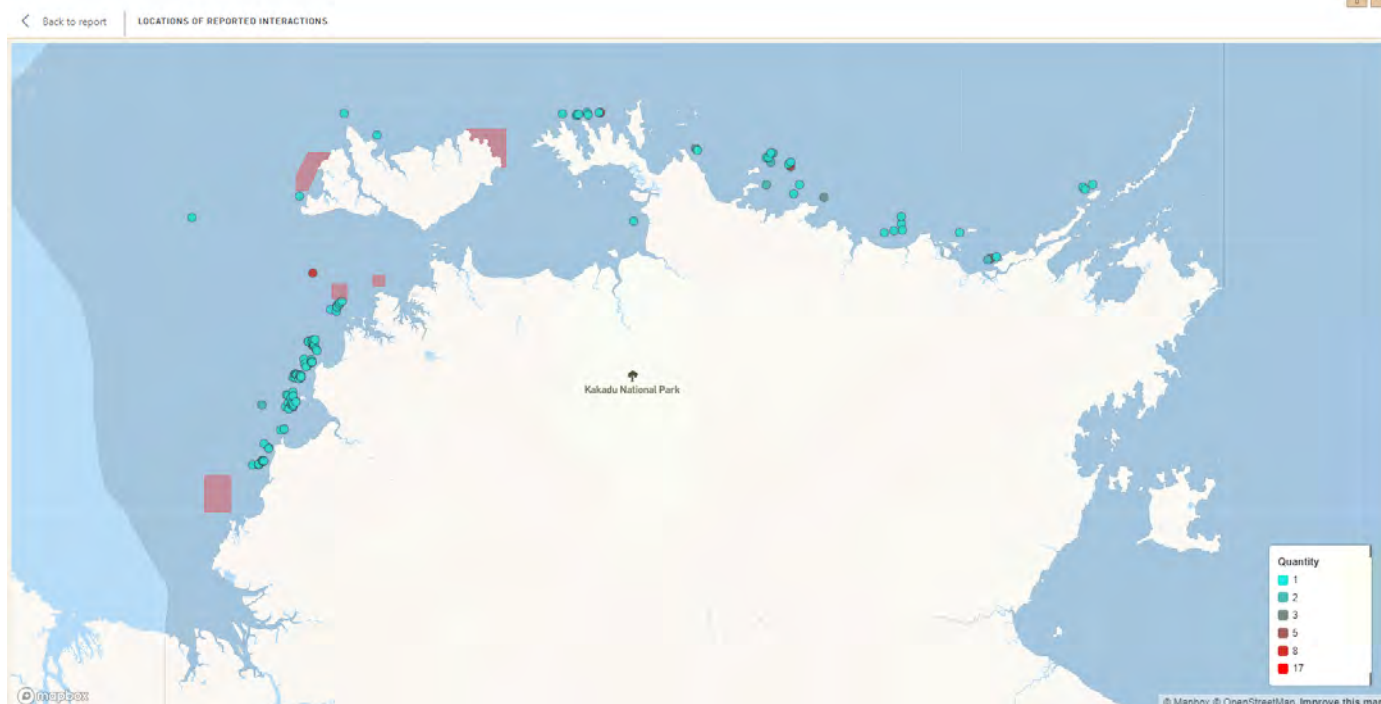 Back to report
LOCATIONS OF REPORTED INTERACTIONS
Kakadu National Park
Quantity
1
2
3
5
8
17
mapbox
© Mapbox © OpenStreetMap Improve this map